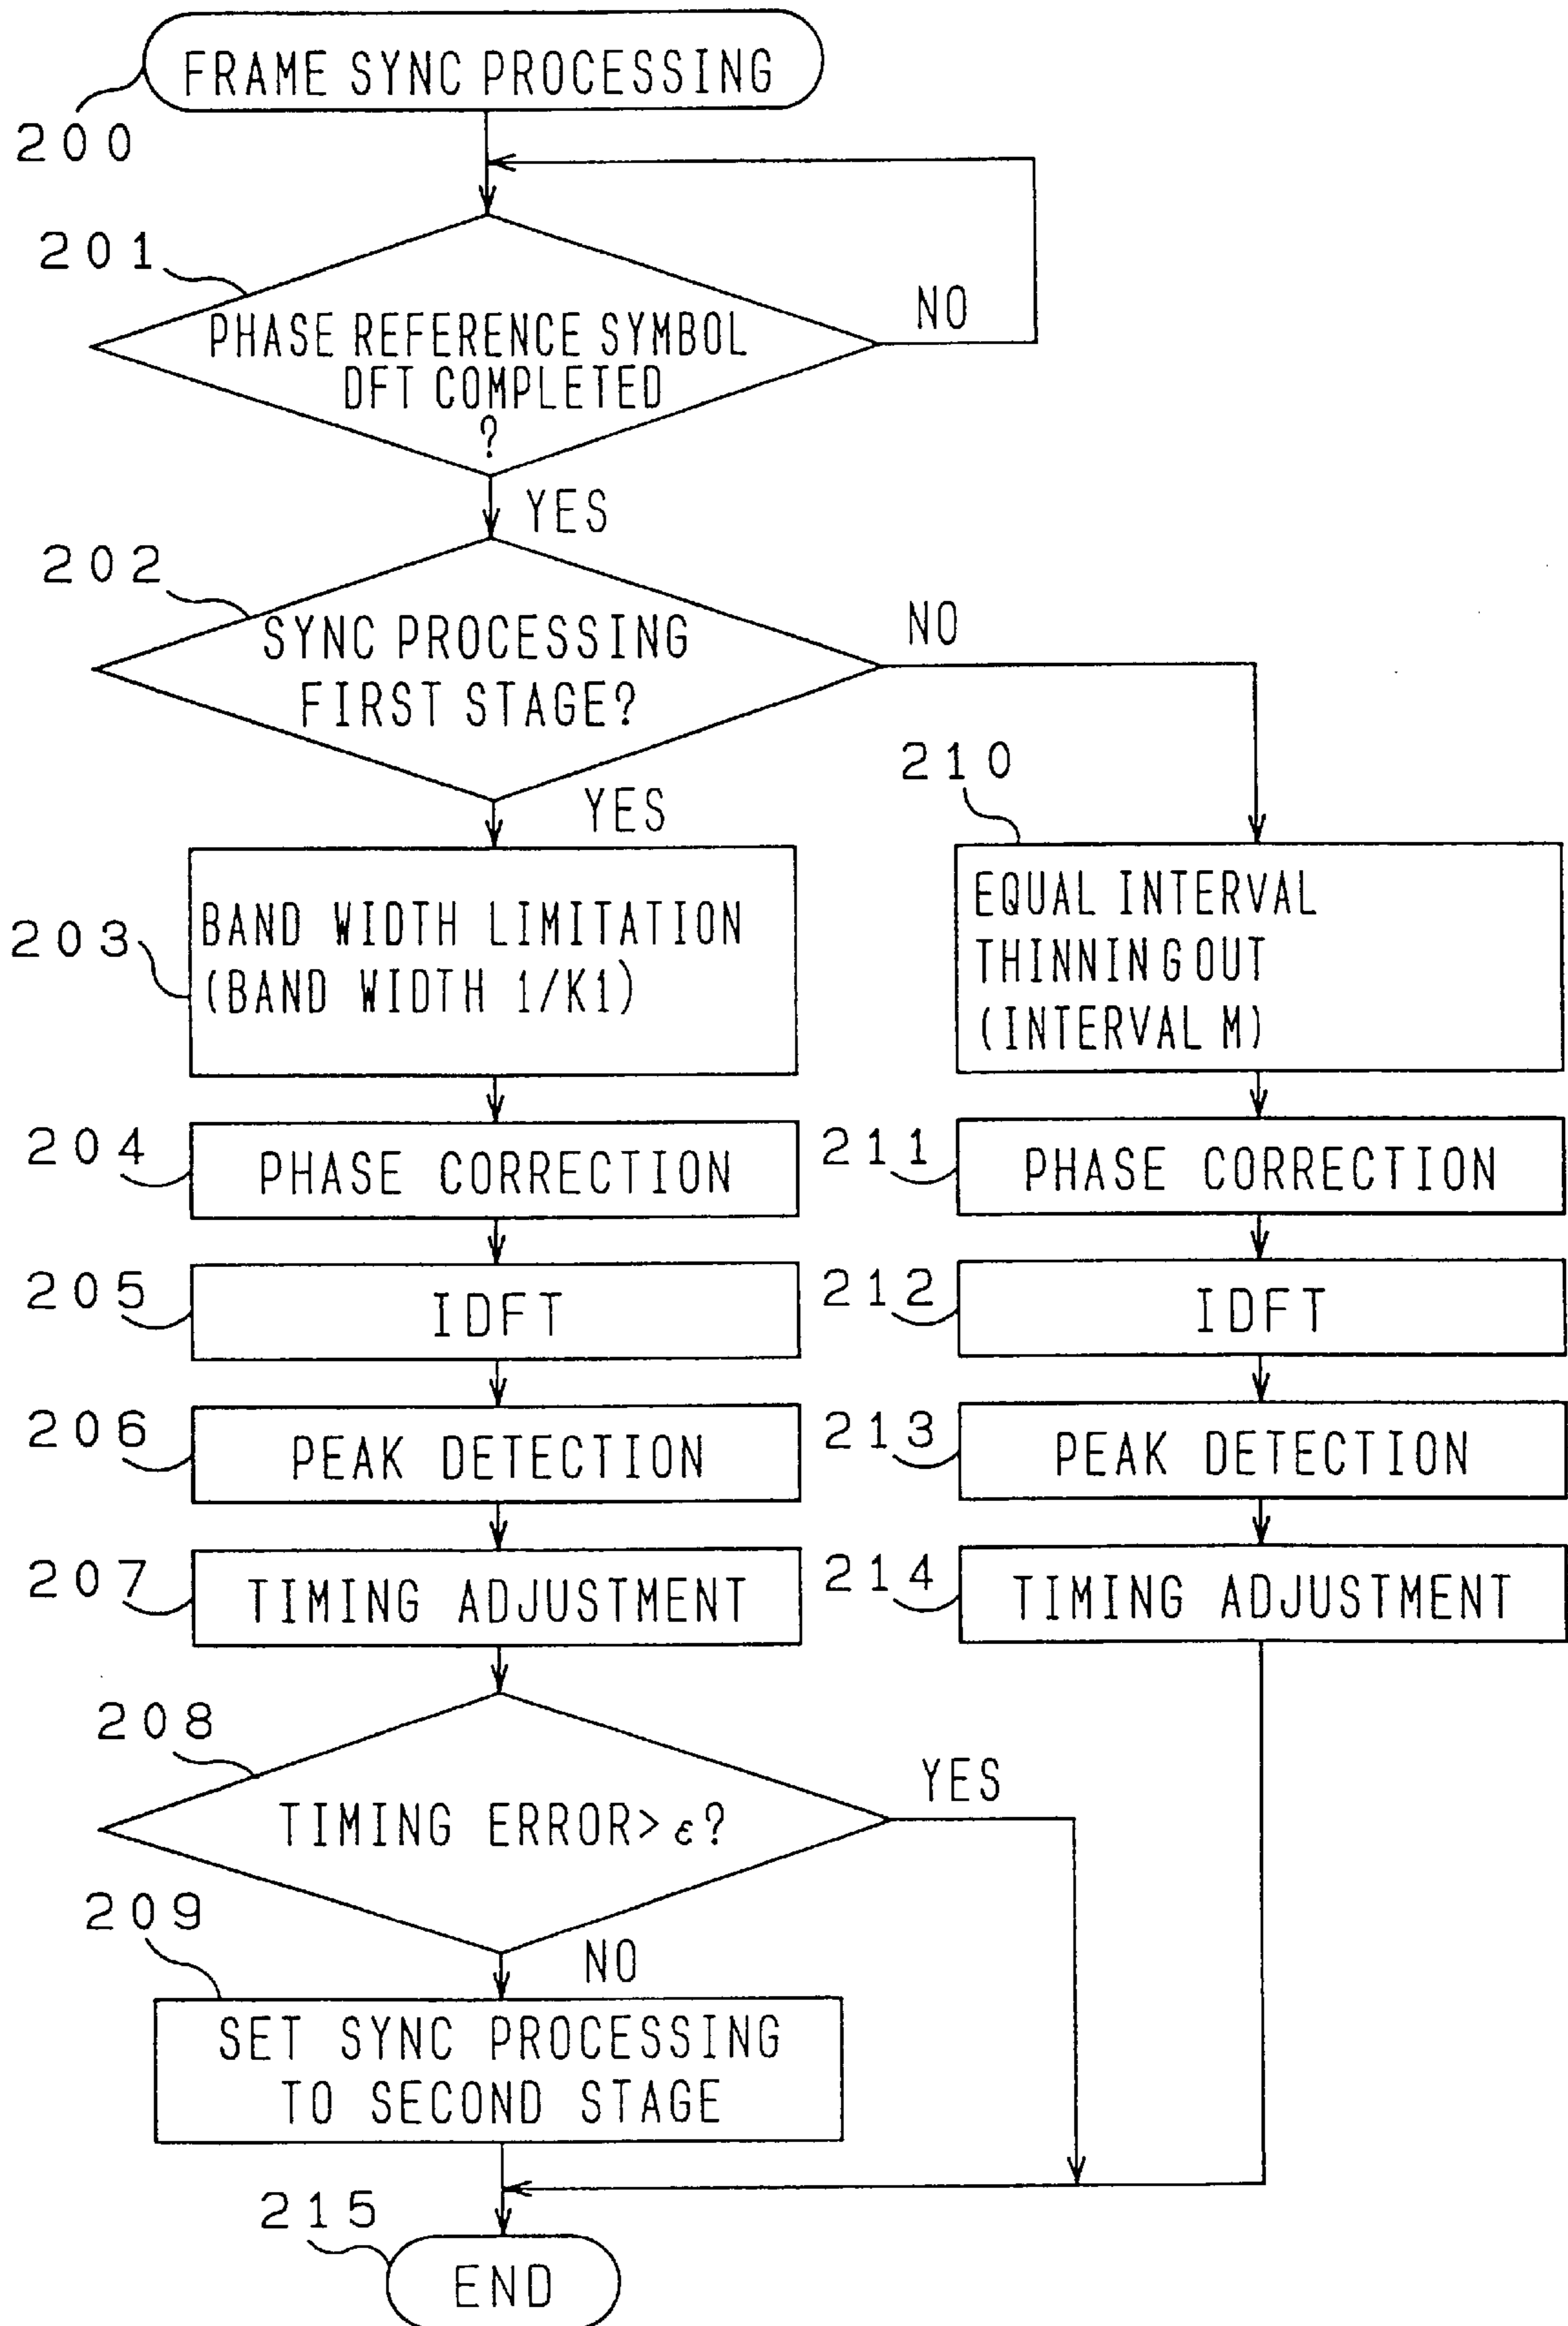 FRAME SYNC PROCESSING
200
201
PHASE REFERENCE SYMBOL
DFT COMPLETED
?
NO
YES
202
SYNC PROCESSING
FIRST STAGE?
NO
YES
203
BAND WIDTH LIMITATION
(BAND WIDTH 1/K1)
210
EQUAL INTERVAL
THINNING OUT
(INTERVAL M)
204
PHASE CORRECTION
211
PHASE CORRECTION
205
IDFT
212
IDFT
206
PEAK DETECTION
213
PEAK DETECTION
207
TIMING ADJUSTMENT
214
TIMING ADJUSTMENT
208
TIMING ERROR> ε?
YES
NO
209
SET SYNC PROCESSING
TO SECOND STAGE
215
END